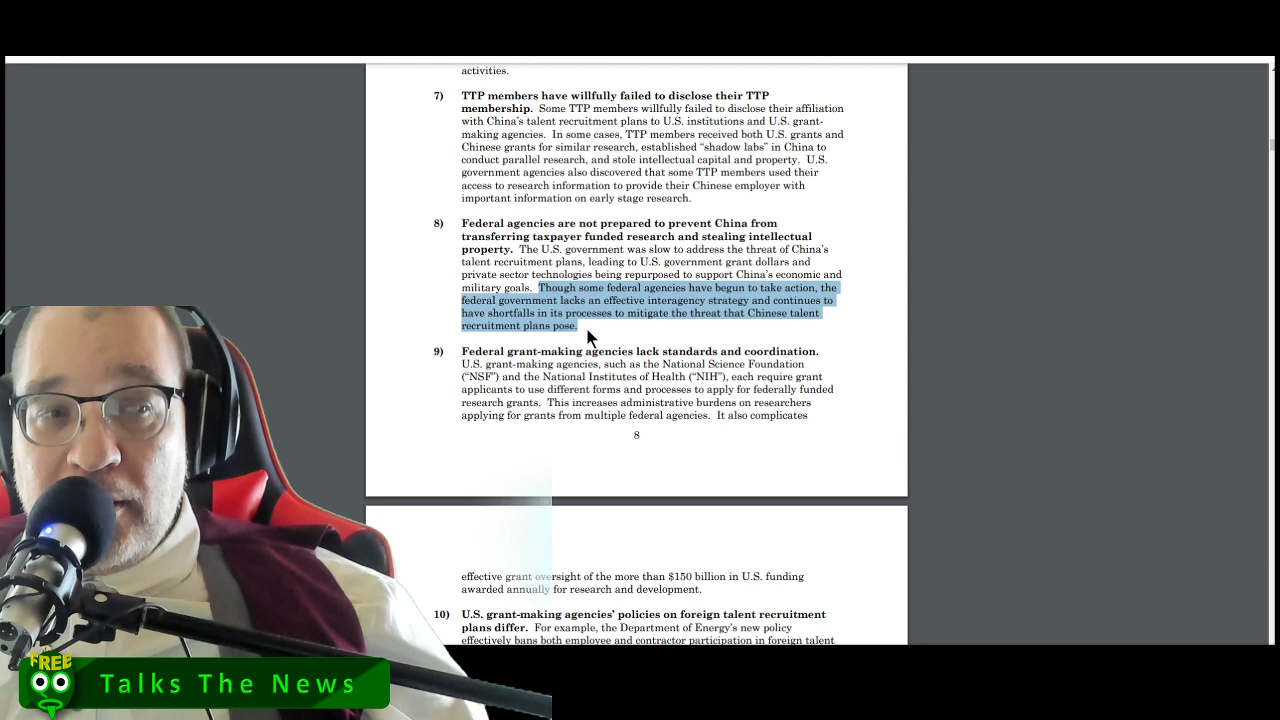 activities.
7) TTP members have willfully failed to disclose their TTP
membership. Some TTP members willfully failed to disclose their affiliation
with China's talent recruitment plans to U.S. institutions and U.S. grant-
making agencies. In some cases, TTP members received both U.S. grants and
Chinese grants for similar research, established “shadow labs” in China to
conduct parallel research, and stole intellectual capital and property. U.S.
government agencies also discovered that some TTP members used their
access to research information to provide their Chinese employer with
important information on early stage research.
8) Federal agencies are not prepared to prevent China from
transferring taxpayer funded research and stealing intellectual
property. The U.S. government was slow to address the threat of China's
talent recruitment plans, leading to U.S. government grant dollars and
private sector technologies being repurposed to support China's economic and
military goals. Though some federal agencies have begun to take action, the
federal government lacks an effective interagency strategy and continues to
have shortfalls in its processes to mitigate the threat that Chinese talent
recruitment plans pose.
9) Federal grant-making agencies lack standards and coordination.
U.S. grant-making agencies, such as the National Science Foundation
(“NSF”) and the National Institutes of Health (“NIH”), each require grant
applicants to use different forms and processes to apply for federally funded
research grants. This increases administrative burdens on researchers
applying for grants from multiple federal agencies. It also complicates
8
effective grant oversight of the more than $150 billion in U.S. funding
awarded annually for research and development.
10) U.S. grant-making agencies' policies on foreign talent recruitment
plans differ. For example, the Department of Energy's new policy
effectively bans both employee and contractor participation in foreign talent
FREE
Talks The News